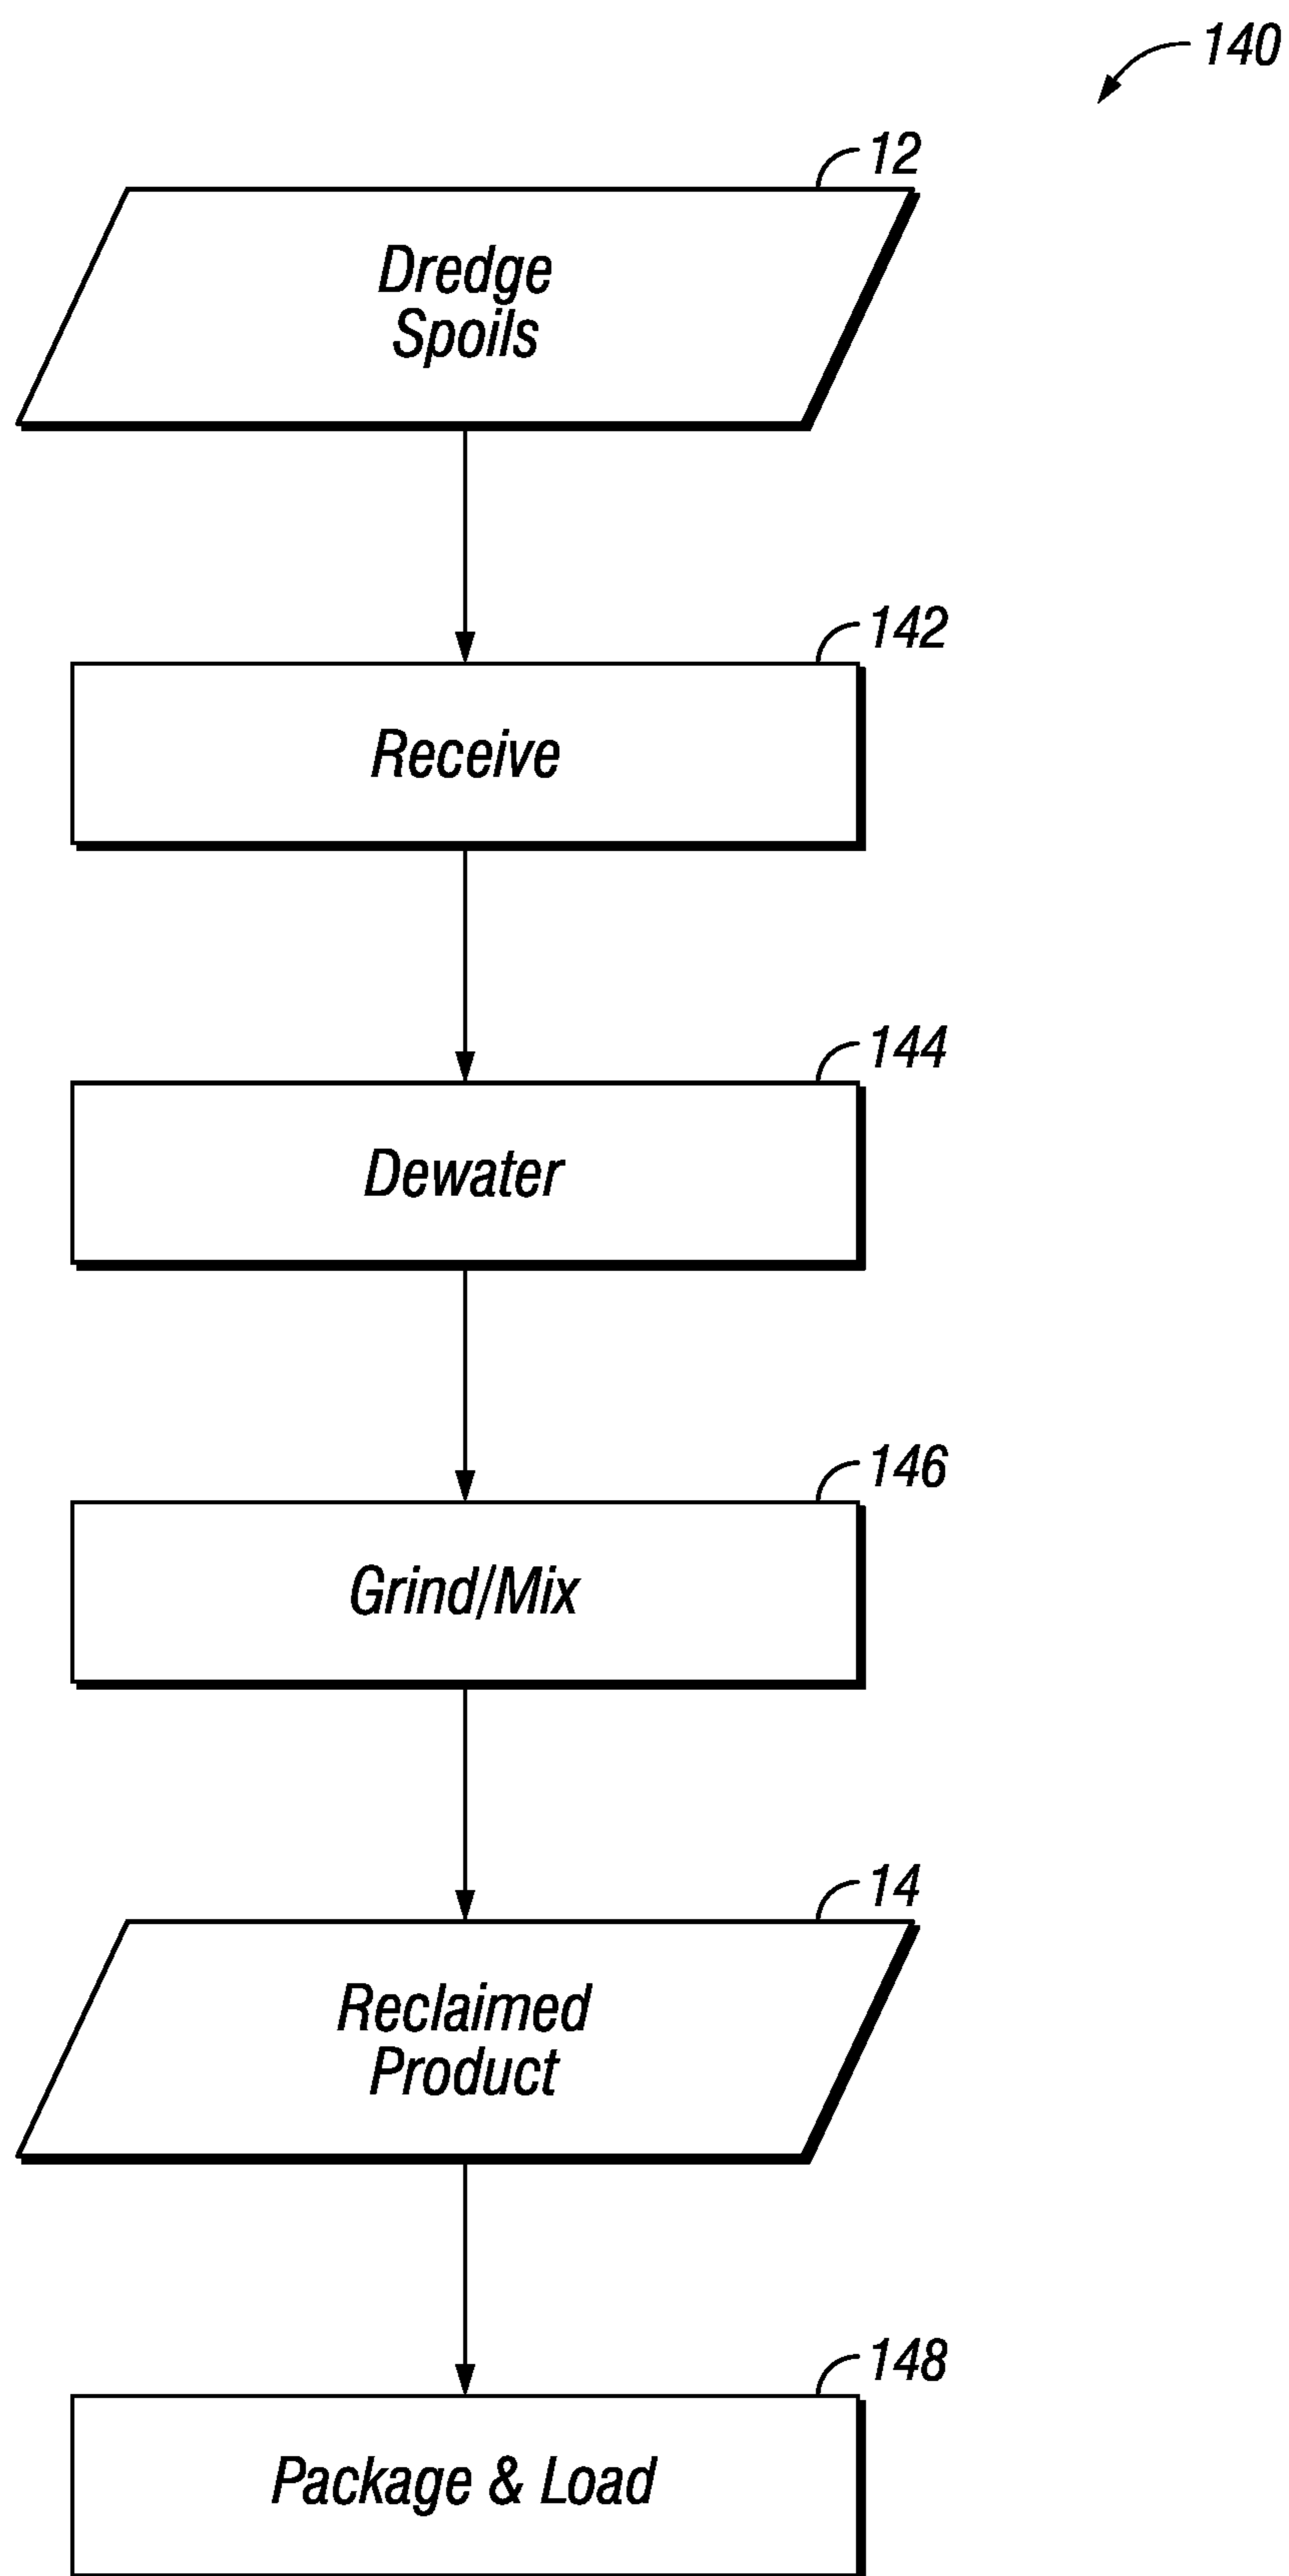 140
12
Dredge
Spoils
142
Receive
144
Dewater
146
Grind/Mix
14
Reclaimed
Product
148
Package & Load